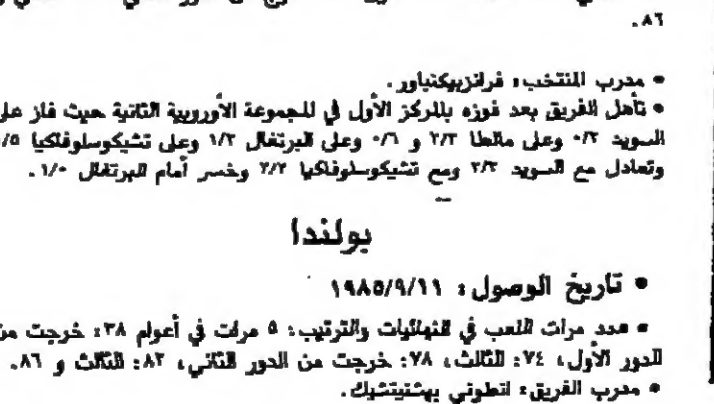 ٨٦.
• مدرب المنتخب: فرانزبيكنباور.
• تأهل الفريق بعد فوزه بالمركز الأول في المجموعة الأوروبية الثانية حيث فاز على
السويد ٠/٢ وعلى مالطا ٢/٣ و ٠/٦ وعلى البرتغال ١/٢ وعلى تشيكوسلوفاكيا ١/٥
وتعادل مع السويد ٢/٢ ومع تشيكوسلوفاكيا ٢/٢ وخسر أمام البرتغال ١/٠.
بولندا
• تاريخ الوصول: ١٩٨٥/٩/١١
• عدد مرات اللعب في النهائيات والترتيب: ٥ مرات في أعوام ٣٨: خرجت من
الدور الأول، ٧٤: الثالث، ٧٨: خرجت من الدور الثاني، ٨٢: الثالث و ٨٦.
• مدرب الفريق: انطوني بيشنيتشيك.